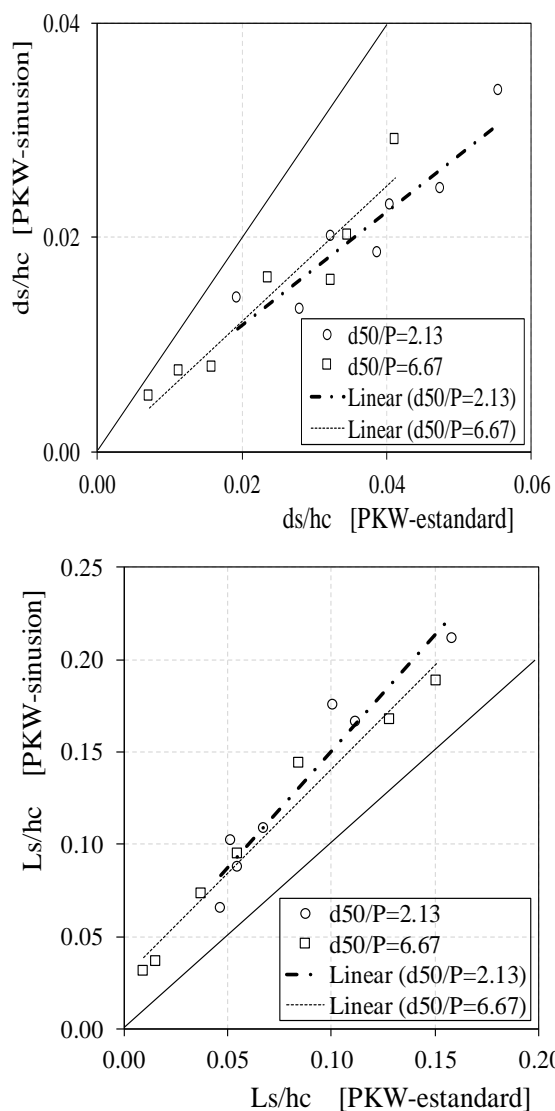 0.04
0.02
0.00
ds/hc [PKW-sinusion]
d50/P=2.13
d50/P=6.67
Linear (d50/P=2.13)
Linear (d50/P=6.67)
0.00 0.02 0.04 0.06
ds/hc [PKW-estandard]
0.25
0.20
0.15
0.10
0.05
0.00
Ls/hc [PKW-sinusion]
d50/P=2.13
d50/P=6.67
Linear (d50/P=2.13)
Linear (d50/P=6.67)
0.00 0.05 0.10 0.15 0.20
Ls/hc [PKW-estandard]